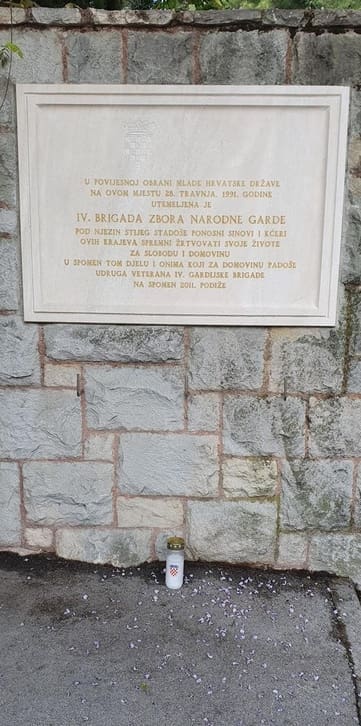 U POVIJESNOJ OBRANI MLADE HRVATSKE DRŽAVE
NA OVOM MJESTU 28. TRAVNJA, 1991. GODINE
UTEMELJENA JE
IV. BRIGADA ZBORA NARODNE GARDE
POD NJEZIN STIJEG STADOŠE PONOSNI SINOVI I KĆERI
OVIH KRAJEVA SPREMNI ŽRTVOVATI SVOJE ŽIVOTE
ZA SLOBODU I DOMOVINU
U SPOMEN TOM DJELU I ONIMA KOJI ZA DOMOVINU PADOŠE
UDRUGA VETERANA IV. GARDIJSKE BRIGADE
NA SPOMEN 2011. PODIŽE